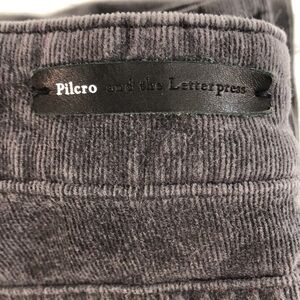 Pilcro and the Letterpress